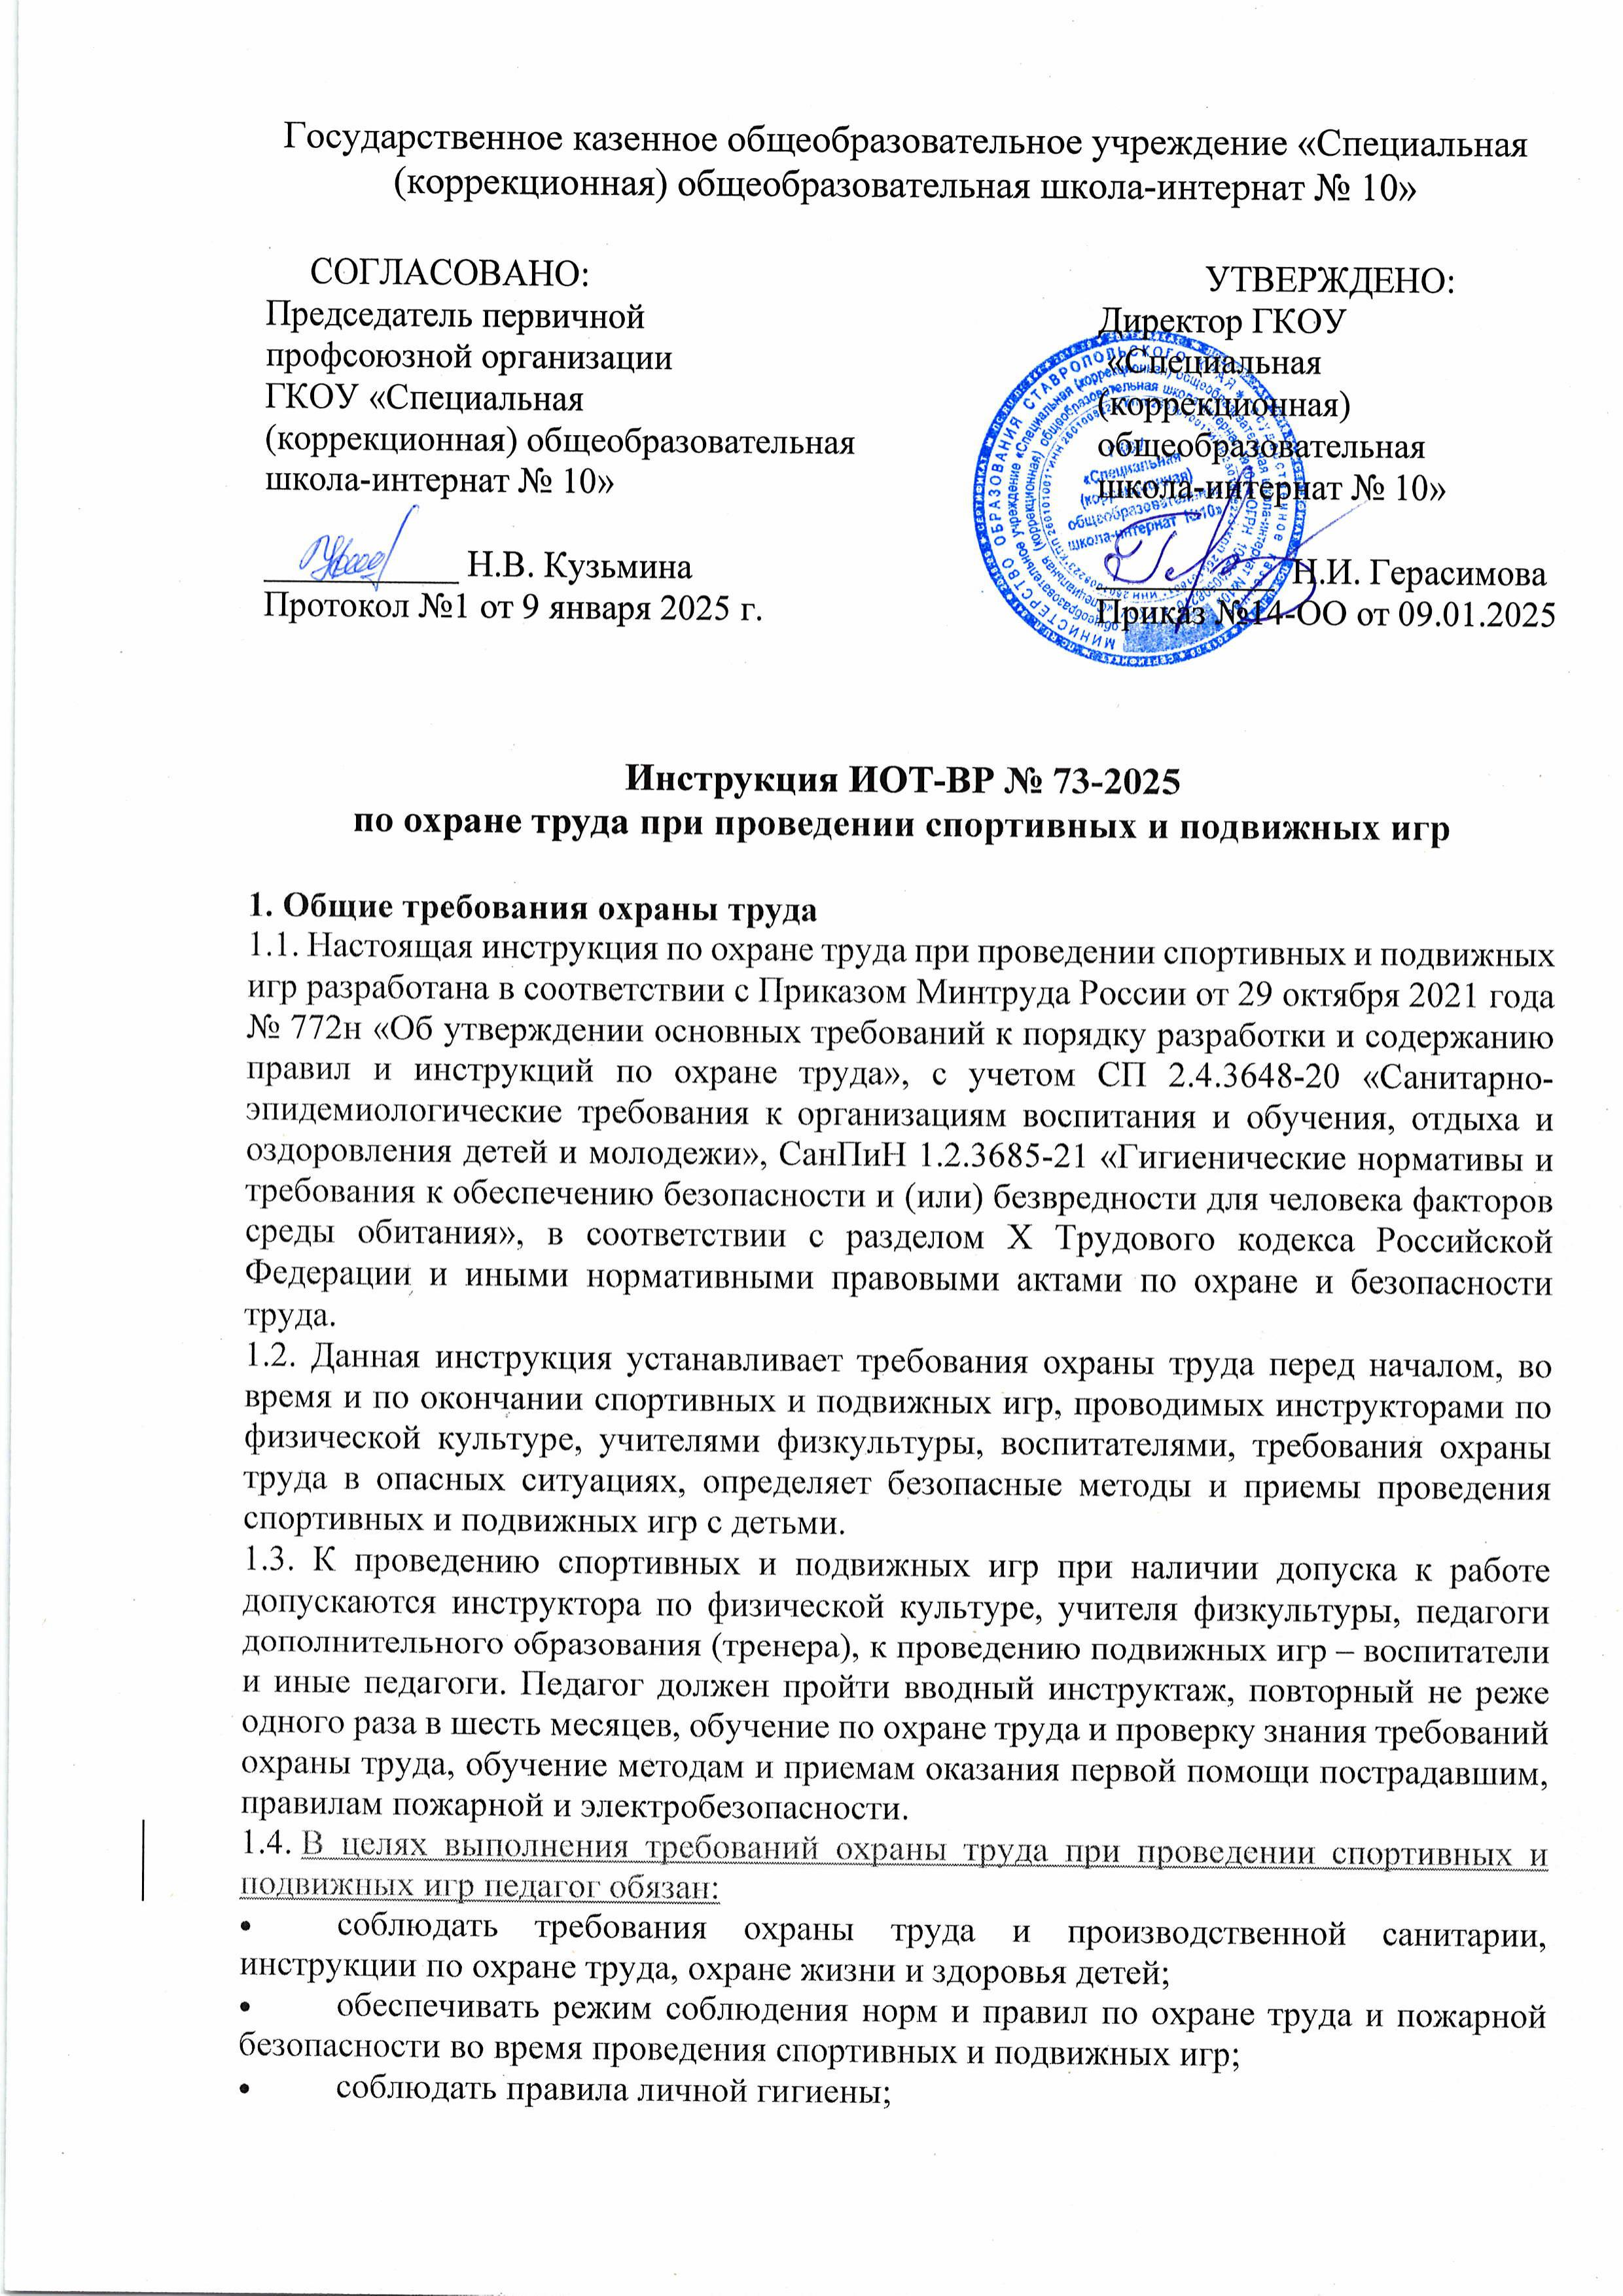 Государственное казенное общеобразовательное учреждение «Специальная
(коррекционная) общеобразовательная школа-интернат № 10»
СОГЛАСОВАНО:
Председатель первичной
профсоюзной организации
ГКОУ «Специальная
(коррекционная) общеобразовательная
школа-интернат № 10»
Н.В. Кузьмина
Протокол №1 от 9 января 2025 г.
УТВЕРЖДЕНО:
Директор ГКОУ
«Специальная
(коррекционная)
общеобразовательная
школа-интернат № 10»
Н.И. Герасимова
Приказ №14-ОО от 09.01.2025
МИНИСТЕРСТВО ОБРАЗОВАНИЯ СТАВРОПОЛЬСКОГО КРАЯ
«Специальная
(коррекционная)
общеобразовательная
школа-интернат №10»
Инструкция ИОТ-ВР № 73-2025
по охране труда при проведении спортивных и подвижных игр
1. Общие требования охраны труда
1.1. Настоящая инструкция по охране труда при проведении спортивных и подвижных
игр разработана в соответствии с Приказом Минтруда России от 29 октября 2021 года
№ 772н «Об утверждении основных требований к порядку разработки и содержанию
правил и инструкций по охране труда», с учетом СП 2.4.3648-20 «Санитарно-
эпидемиологические требования к организациям воспитания и обучения, отдыха и
оздоровления детей и молодежи», СанПиН 1.2.3685-21 «Гигиенические нормативы и
требования к обеспечению безопасности и (или) безвредности для человека факторов
среды обитания», в соответствии с разделом X Трудового кодекса Российской
Федерации и иными нормативными правовыми актами по охране и безопасности
труда.
1.2. Данная инструкция устанавливает требования охраны труда перед началом, во
время и по окончании спортивных и подвижных игр, проводимых инструкторами по
физической культуре, учителями физкультуры, воспитателями, требования охраны
труда в опасных ситуациях, определяет безопасные методы и приемы проведения
спортивных и подвижных игр с детьми.
1.3. К проведению спортивных и подвижных игр при наличии допуска к работе
допускаются инструктора по физической культуре, учителя физкультуры, педагоги
дополнительного образования (тренера), к проведению подвижных игр – воспитатели
и иные педагоги. Педагог должен пройти вводный инструктаж, повторный не реже
одного раза в шесть месяцев, обучение по охране труда и проверку знания требований
охраны труда, обучение методам и приемам оказания первой помощи пострадавшим,
правилам пожарной и электробезопасности.
1.4. В целях выполнения требований охраны труда при проведении спортивных и
подвижных игр педагог обязан:
• соблюдать требования охраны труда и производственной санитарии,
инструкции по охране труда, охране жизни и здоровья детей;
• обеспечивать режим соблюдения норм и правил по охране труда и пожарной
безопасности во время проведения спортивных и подвижных игр;
• соблюдать правила личной гигиены;